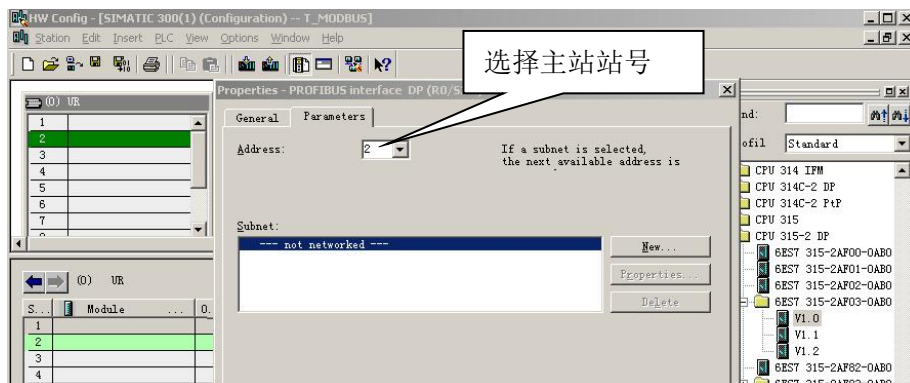 HW Config - [SIMATIC 300(1) (Configuration) -- T_MODBUS]
Station Edit Insert PLC View Options Window Help
选择主站站号
(0) UR
1
2
3
4
5
6
7
Properties - PROFIBUS interface DP (R0/S
General Parameters
Address: 2
If a subnet is selected,
the next available address is
Subnet:
--- not networked ---
New...
Properties...
Delete
(0) UR
S... Module ... O.
1
2
3
4
nd:
ofil Standard
CPU 314 IFM
CPU 314C-2 DP
CPU 314C-2 PtP
CPU 315
CPU 315-2 DP
6ES7 315-2AF00-0AB0
6ES7 315-2AF01-0AB0
6ES7 315-2AF02-0AB0
6ES7 315-2AF03-0AB0
V1.0
V1.1
V1.2
6ES7 315-2AF82-0AB0